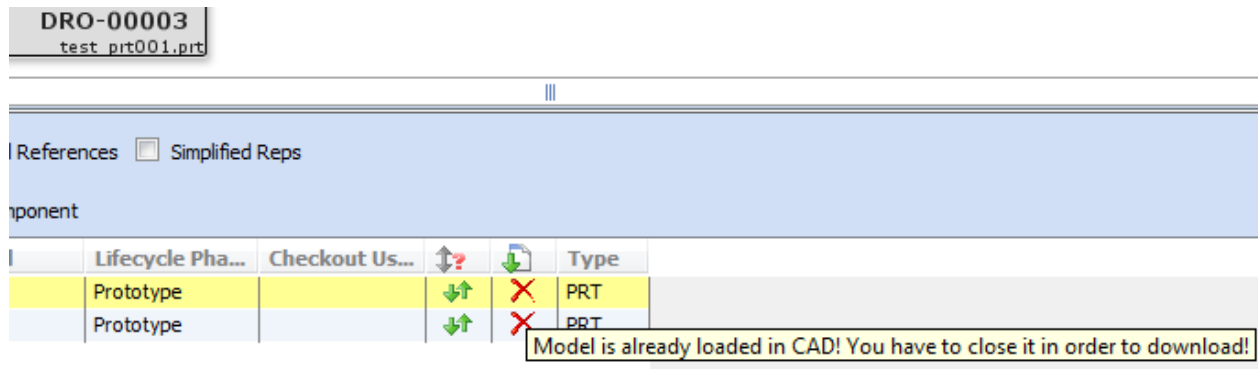 DRO-00003
test prt001.prt
References Simplified Reps
mponent
Lifecycle Pha... Checkout Us... ? Type
Prototype PRT
Prototype PRT
Model is already loaded in CAD! You have to close it in order to download!